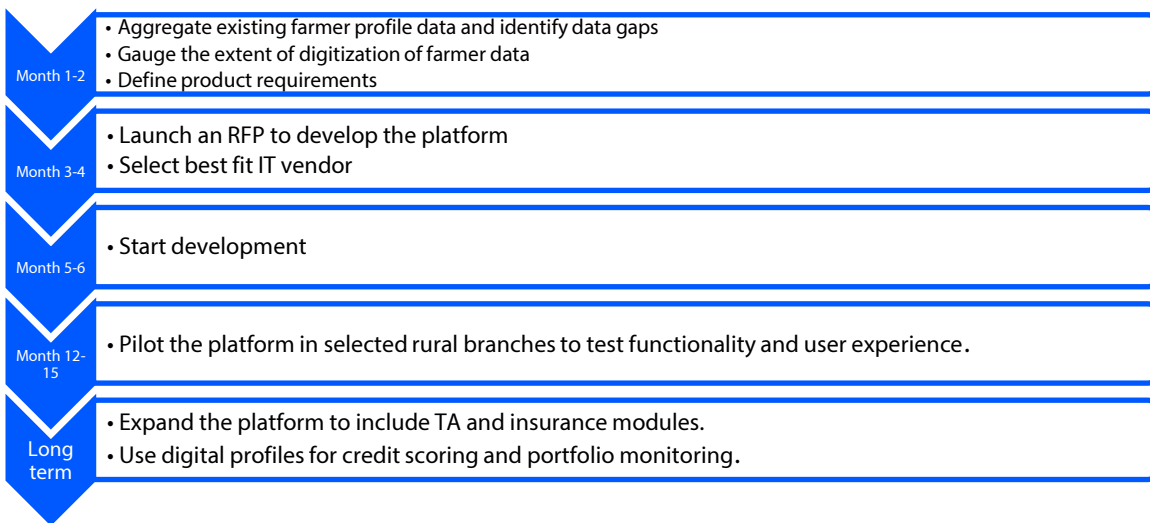 Month 1-2
• Aggregate existing farmer profile data and identify data gaps
• Gauge the extent of digitization of farmer data
• Define product requirements
Month 3-4
• Launch an RFP to develop the platform
• Select best fit IT vendor
Month 5-6
• Start development
Month 12-
15
• Pilot the platform in selected rural branches to test functionality and user experience.
Long
term
• Expand the platform to include TA and insurance modules.
• Use digital profiles for credit scoring and portfolio monitoring.